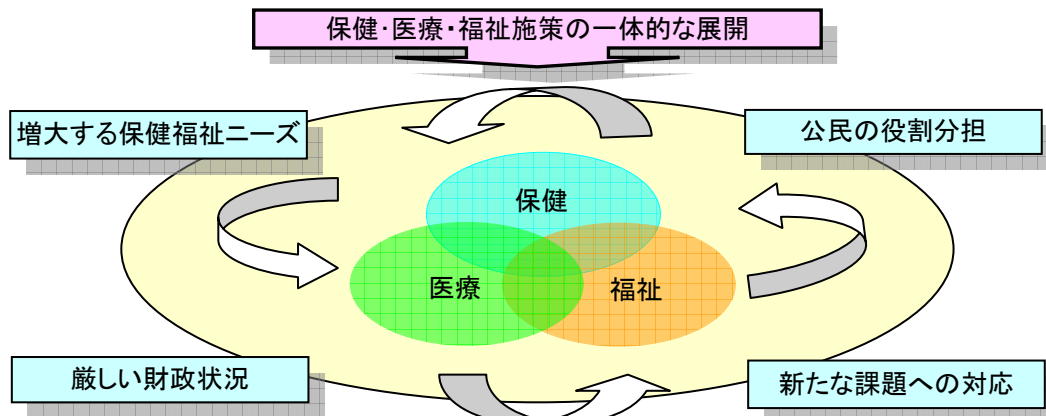 保健･医療・福祉施策の一体的な展開
増大する保健福祉ニーズ
公民の役割分担
保健
医療
福祉
厳しい財政状況
新たな課題への対応